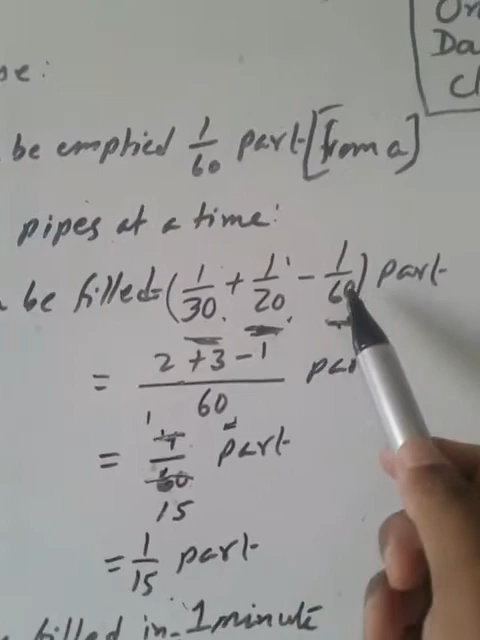 be emptied 1/60 part [from a]
pipes at a time:
be filled = (1/30 + 1/20 - 1/60) part
= 2+3-1/60
= 4/60 part
1
15
= 1/15 part
filled in 1 minute